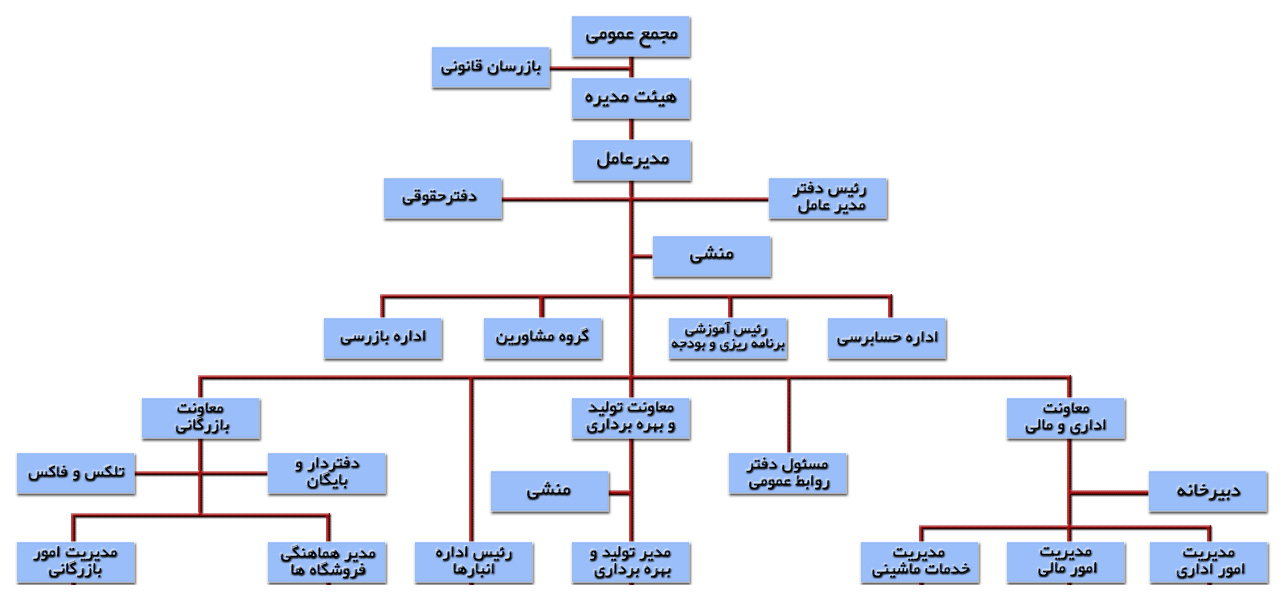 مجمع عمومی
بازرسان قانونی
هیئت مدیره
مدیرعامل
رئیس دفتر
مدیر عامل
دفترحقوقی
منشی
اداره حسابرسی
رئیس آموزشی
برنامه ریزی و بودجه
گروه مشاورین
اداره بازرسی
معاونت
اداری و مالی
معاونت تولید
و بهره برداری
معاونت
بازرگانی
مسئول دفتر
روابط عمومی
دفتردار و
بایگان
تلکس و فاکس
دبیرخانه
منشی
مدیریت
امور اداری
مدیریت
امور مالی
مدیریت
خدمات ماشینی
مدیر تولید و
بهره برداری
رئیس اداره
انبارها
مدیر هماهنگی
فروشگاه ها
مدیریت امور
بازرگانی